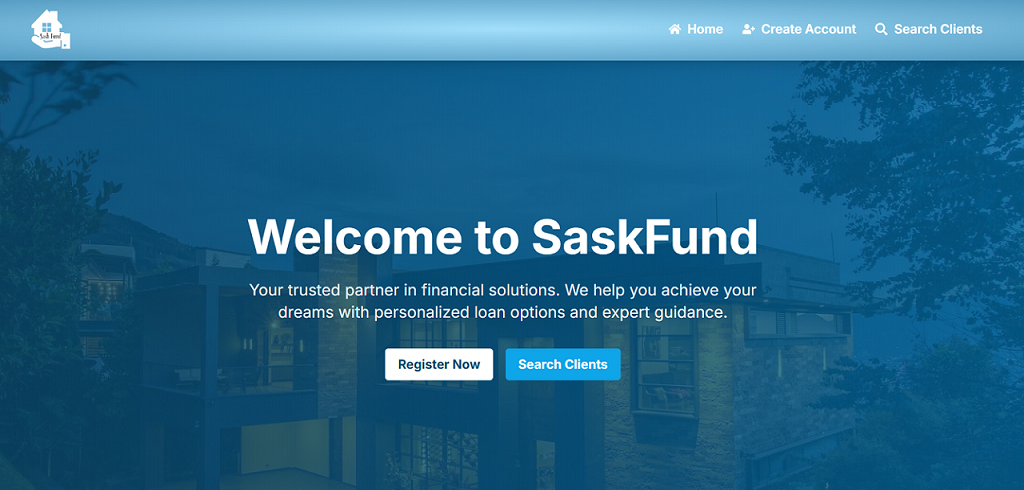 Sask Fund
Home
Create Account
Search Clients
Welcome to SaskFund
Your trusted partner in financial solutions. We help you achieve your
dreams with personalized loan options and expert guidance.
Register Now
Search Clients